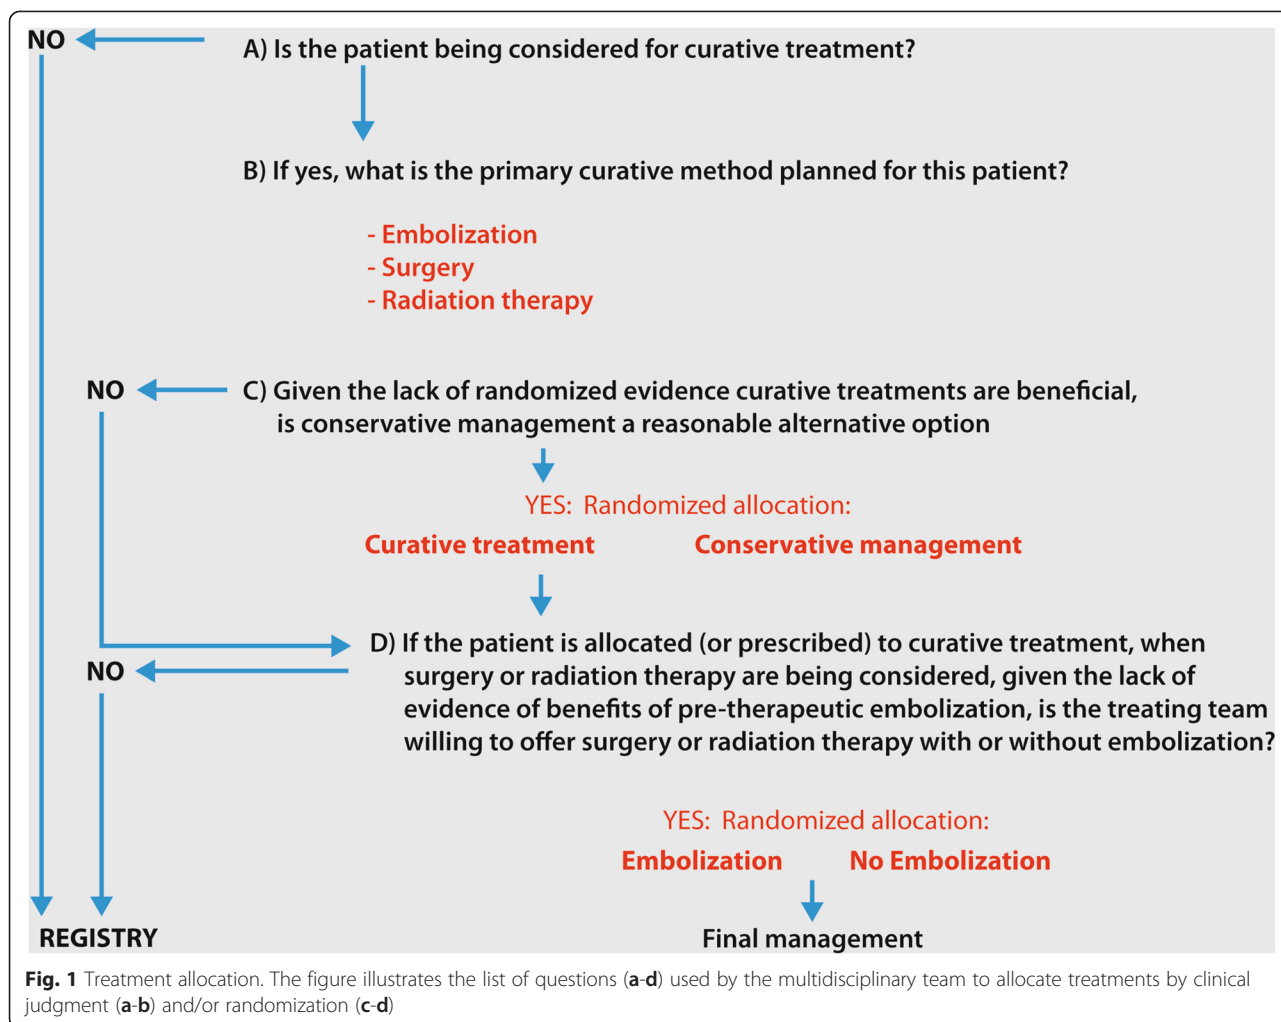 NO
A) Is the patient being considered for curative treatment?
B) If yes, what is the primary curative method planned for this patient?
- Embolization
- Surgery
- Radiation therapy
NO
C) Given the lack of randomized evidence curative treatments are beneficial,
is conservative management a reasonable alternative option
YES: Randomized allocation:
Curative treatment Conservative management
D) If the patient is allocated (or prescribed) to curative treatment, when
NO
surgery or radiation therapy are being considered, given the lack of
evidence of benefits of pre-therapeutic embolization, is the treating team
willing to offer surgery or radiation therapy with or without embolization?
YES: Randomized allocation:
Embolization No Embolization
REGISTRY
Final management
Fig. 1 Treatment allocation. The figure illustrates the list of questions (a-d) used by the multidisciplinary team to allocate treatments by clinical
judgment (a-b) and/or randomization (c-d)